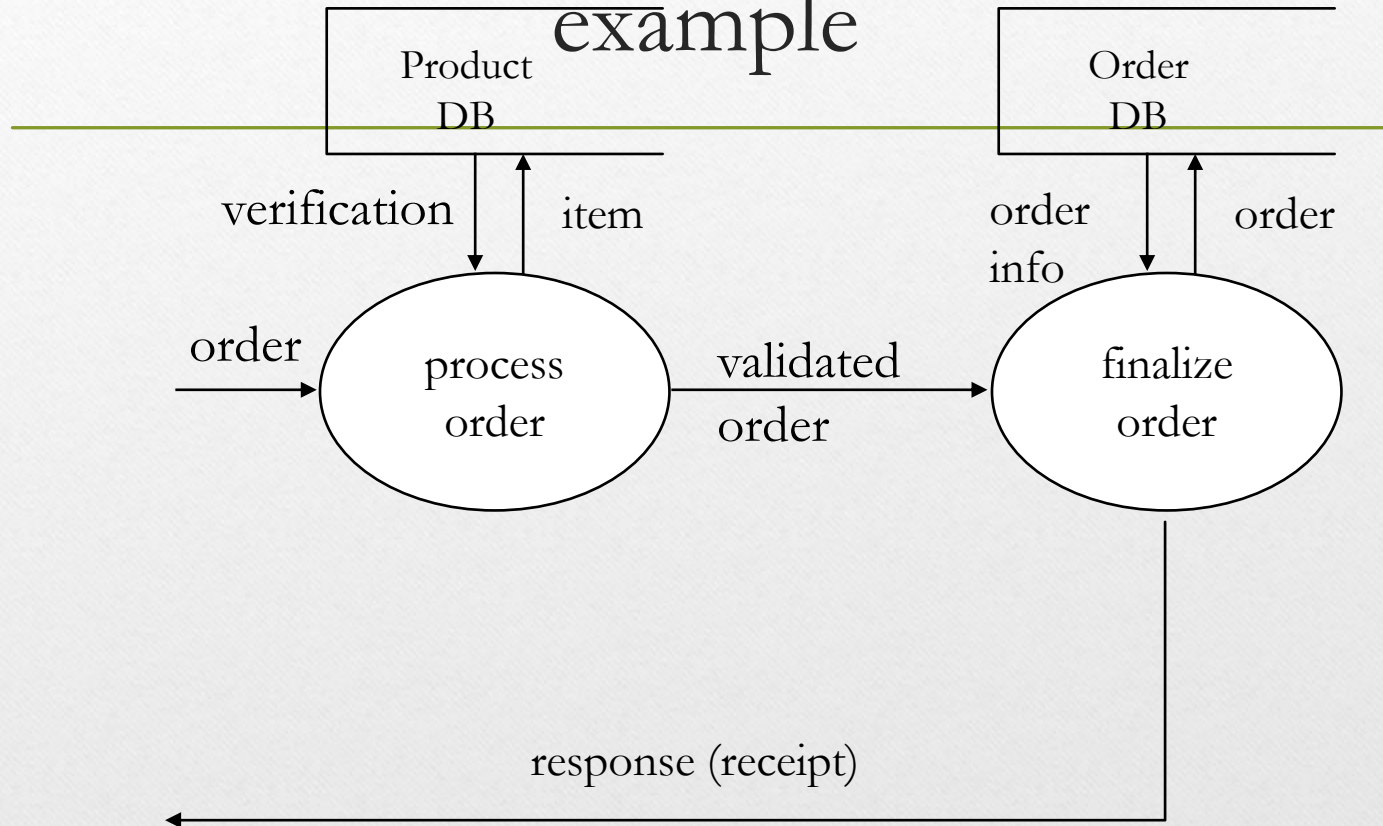 example
Product
DB
Order
DB
verification
item
order
info
order
order
process
order
validated
order
finalize
order
response (receipt)